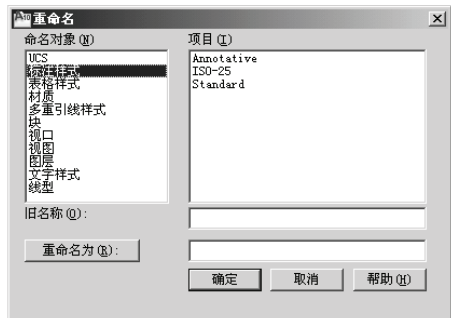 重命名
命名对象(N)
项目(I)
UCS
标注样式
表格样式
材质
多重引线样式
块
视口
视图
图层
文字样式
线型
Annotative
ISO-25
Standard
旧名称(O):
重命名为(R):
确定
取消
帮助(H)